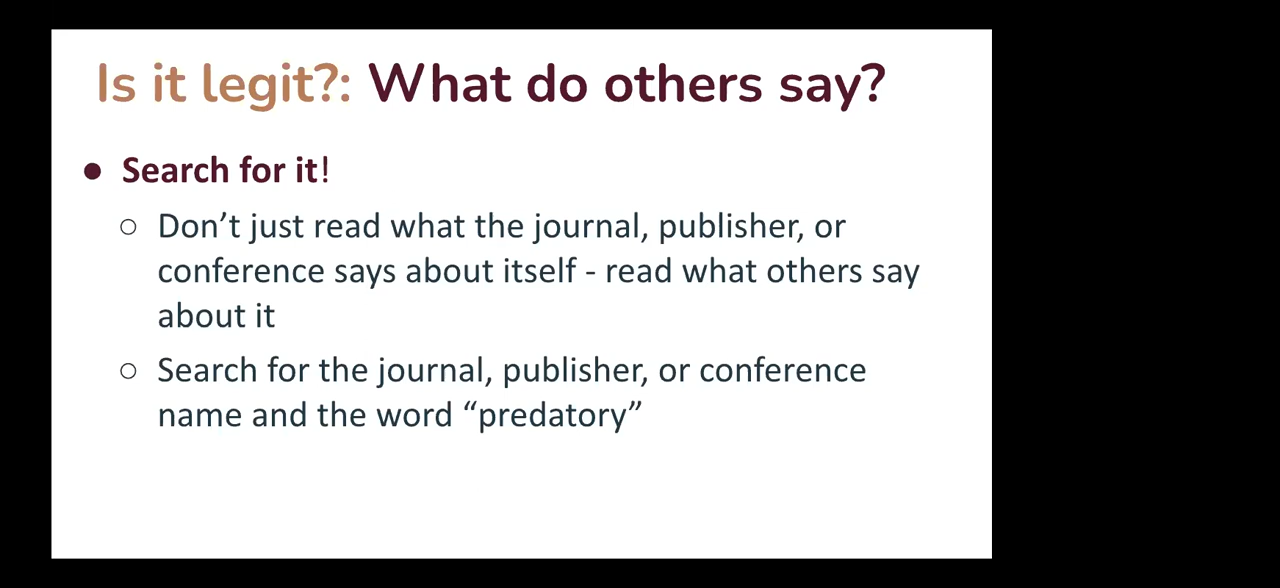 Is it legit?: What do others say?
● Search for it!
○ Don’t just read what the journal, publisher, or
conference says about itself - read what others say
about it
○ Search for the journal, publisher, or conference
name and the word “predatory”